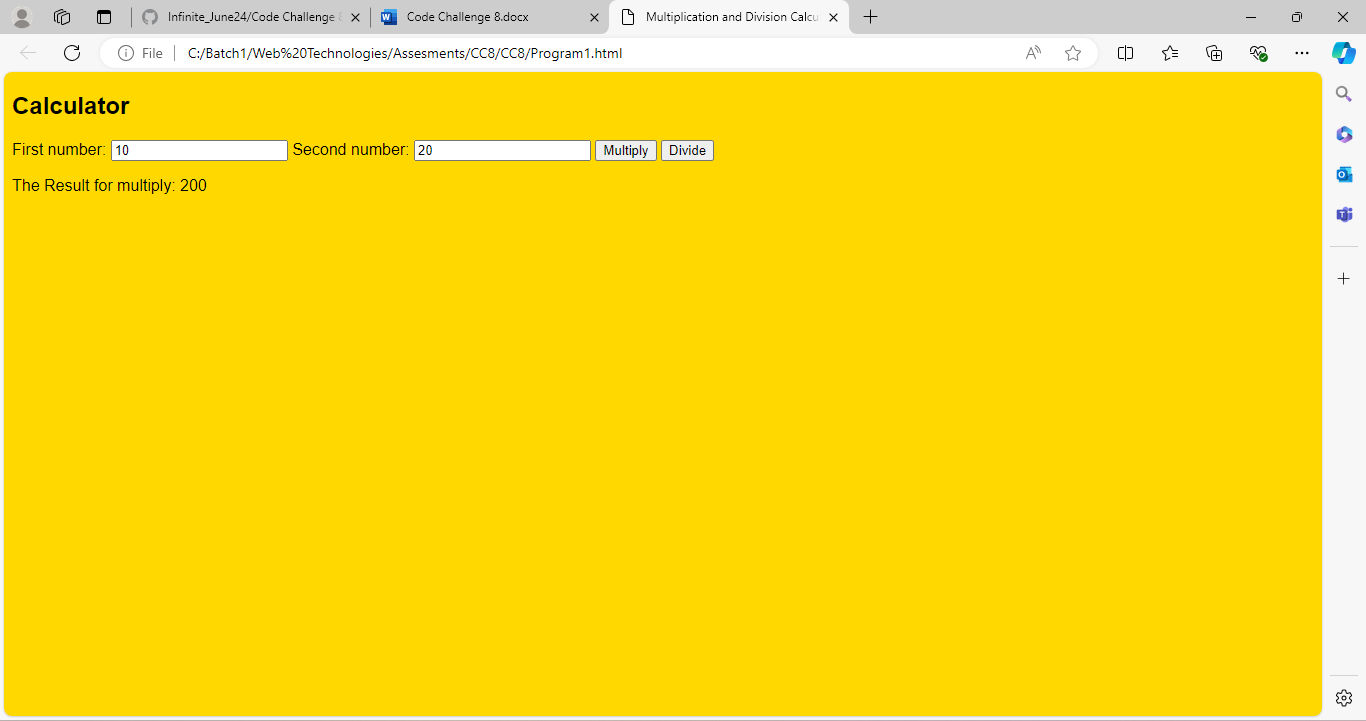 Infinite_June24/Code Challenge
Code Challenge 8.docx
Multiplication and Division Calcu
File
C:/Batch1/Web%20Technologies/Assesments/CC8/CC8/Program1.html
Calculator
First number: 10 Second number: 20 Multiply Divide
The Result for multiply: 200